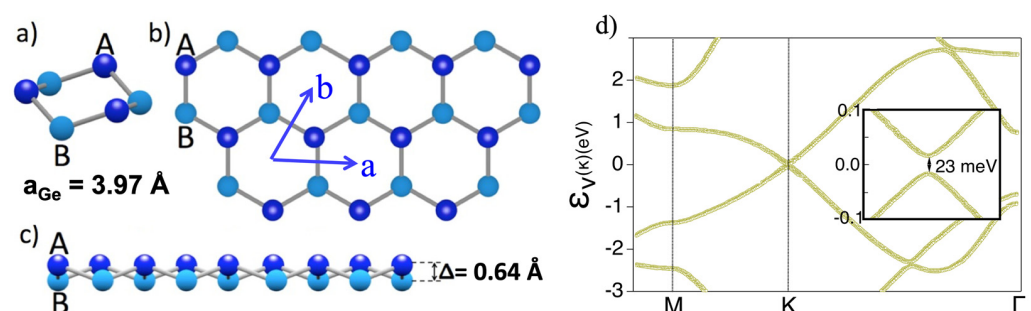 a)
A
B
a_Ge = 3.97 Å
b)
A
B
b
a
c)
A
B
Δ= 0.64 Å
d)
ε_V(κ)(eV)
2
1
0
-1
-2
-3
M
K
Γ
0.1
0.0
-0.1
23 meV